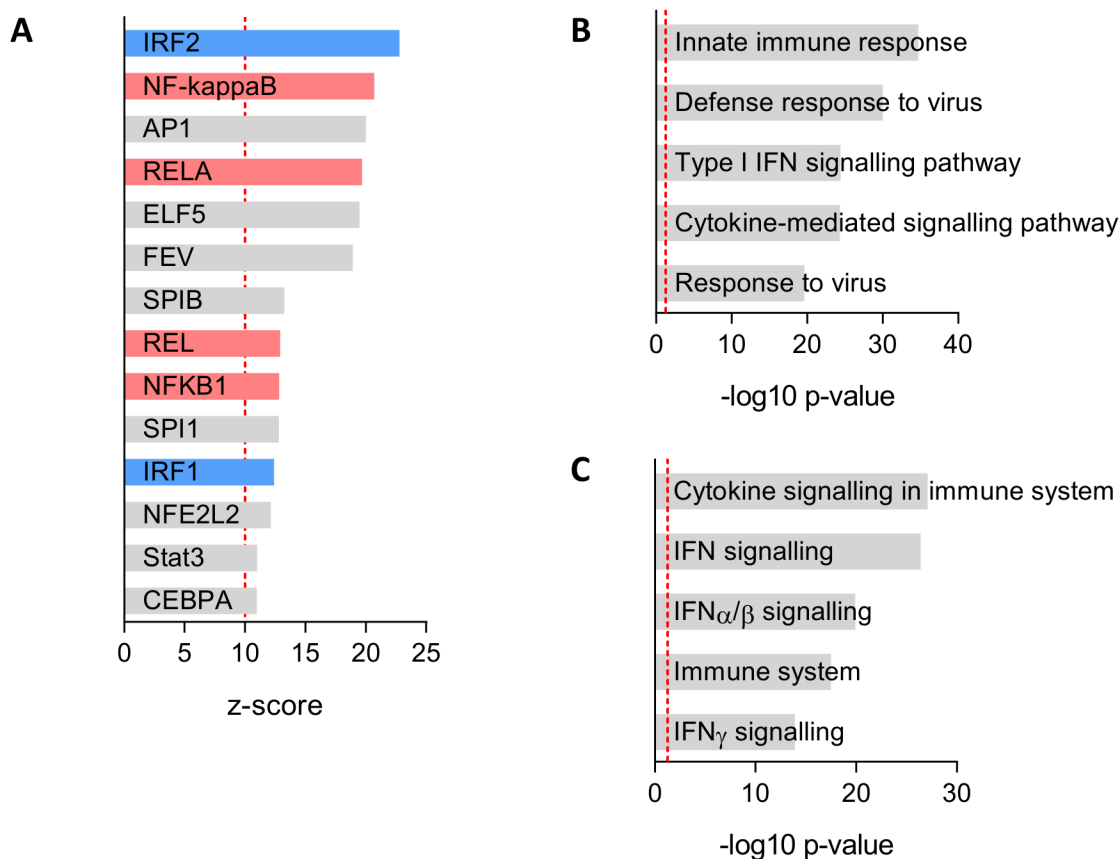 A
IRF2
NF-kappaB
AP1
RELA
ELF5
FEV
SPIB
REL
NFKB1
SPI1
IRF1
NFE2L2
Stat3
CEBPA
0 5 10 15 20 25
z-score
B
Innate immune response
Defense response to virus
Type I IFN signalling pathway
Cytokine-mediated signalling pathway
Response to virus
0 10 20 30 40
-log10 p-value
C
Cytokine signalling in immune system
IFN signalling
IFNα/β signalling
Immune system
IFNγ signalling
0 10 20 30
-log10 p-value